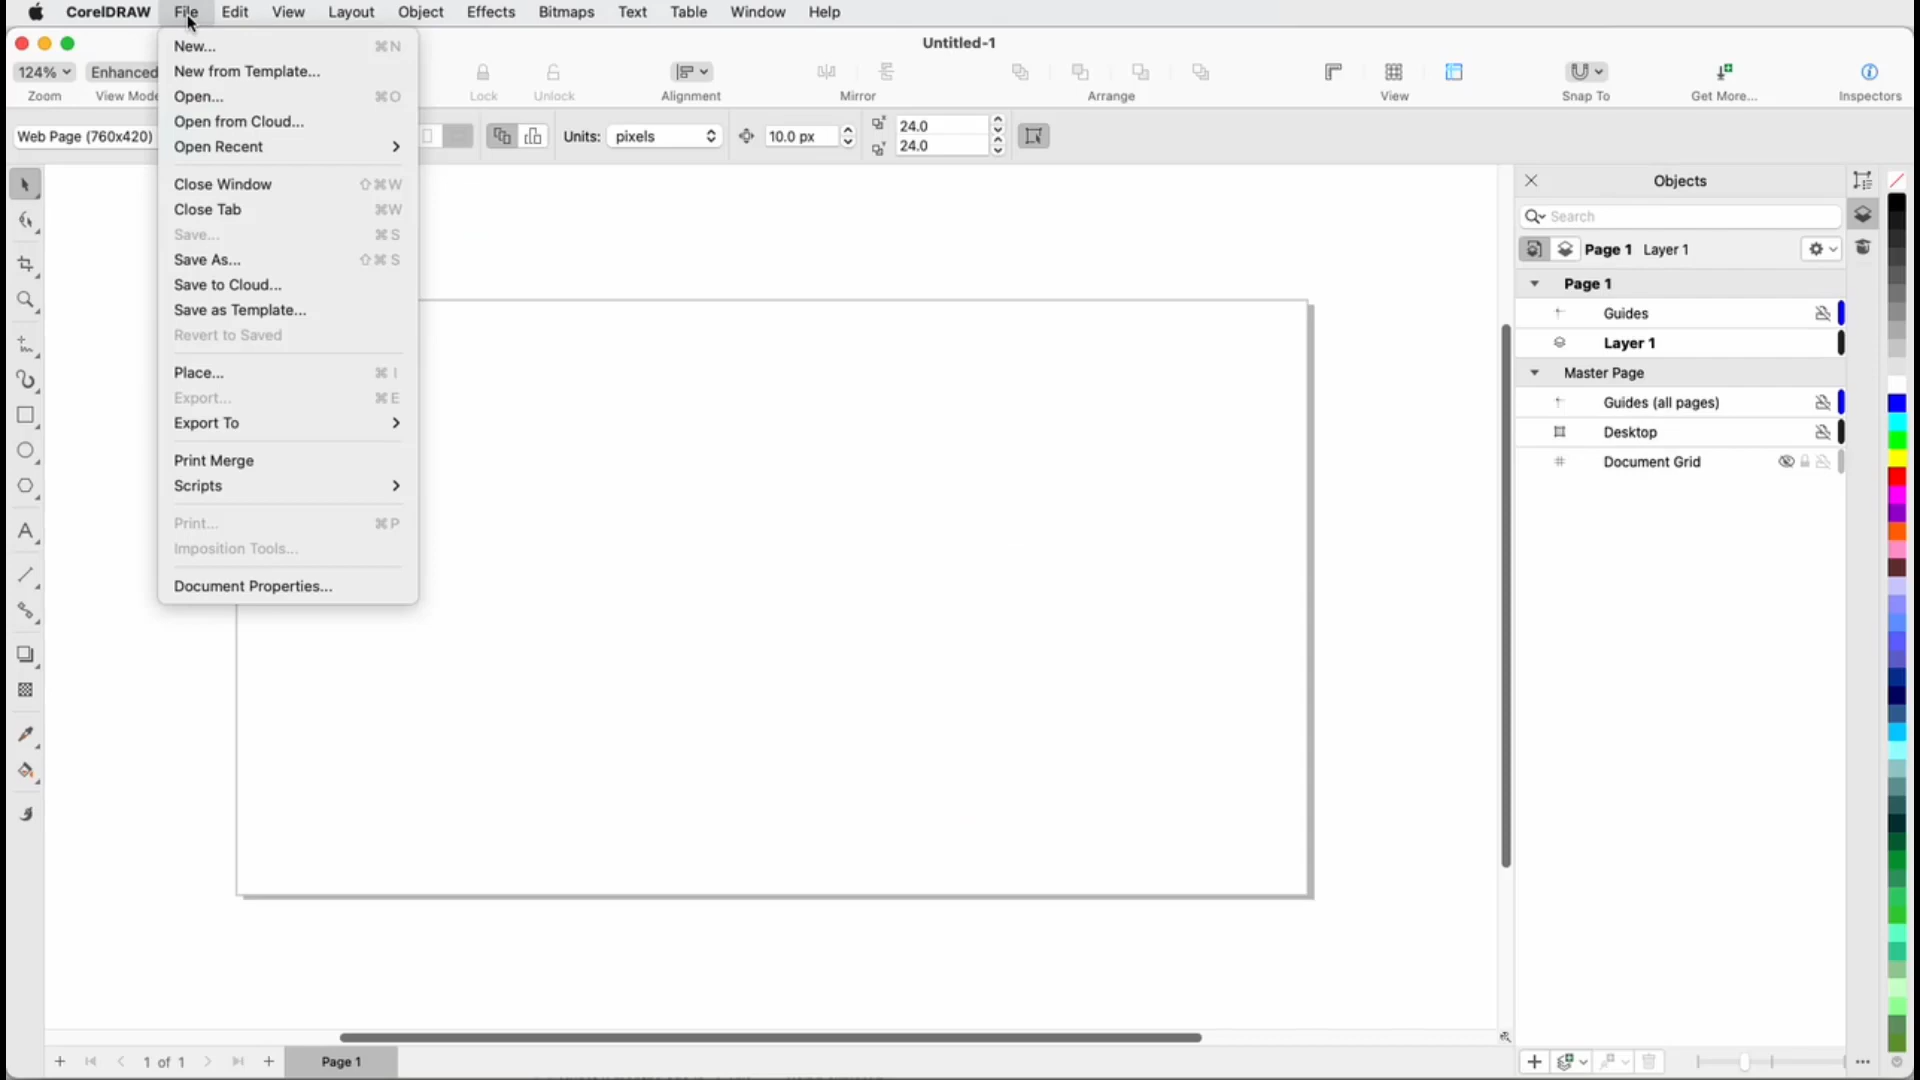 CorelDRAW File Edit View Layout Object Effects Bitmaps Text Table Window Help
Untitled-1
124% Enhanced
Zoom View Mode Lock Unlock Alignment Mirror Arrange View Snap To Get More... Inspectors
Web Page (760x420) Units: pixels 10.0 px 24.0
24.0
New... ⌘N
New from Template...
Open... ⌘O
Open from Cloud...
Open Recent
Close Window ⇧⌘W
Close Tab ⌘W
Save... ⌘S
Save As... ⇧⌘S
Save to Cloud...
Save as Template...
Revert to Saved
Place... ⌘I
Export... ⌘E
Export To
Print Merge
Scripts
Print... ⌘P
Imposition Tools...
Document Properties...
Objects
Search
Page 1 Layer 1
Page 1
Guides
Layer 1
Master Page
Guides (all pages)
Desktop
Document Grid
1 of 1 Page 1